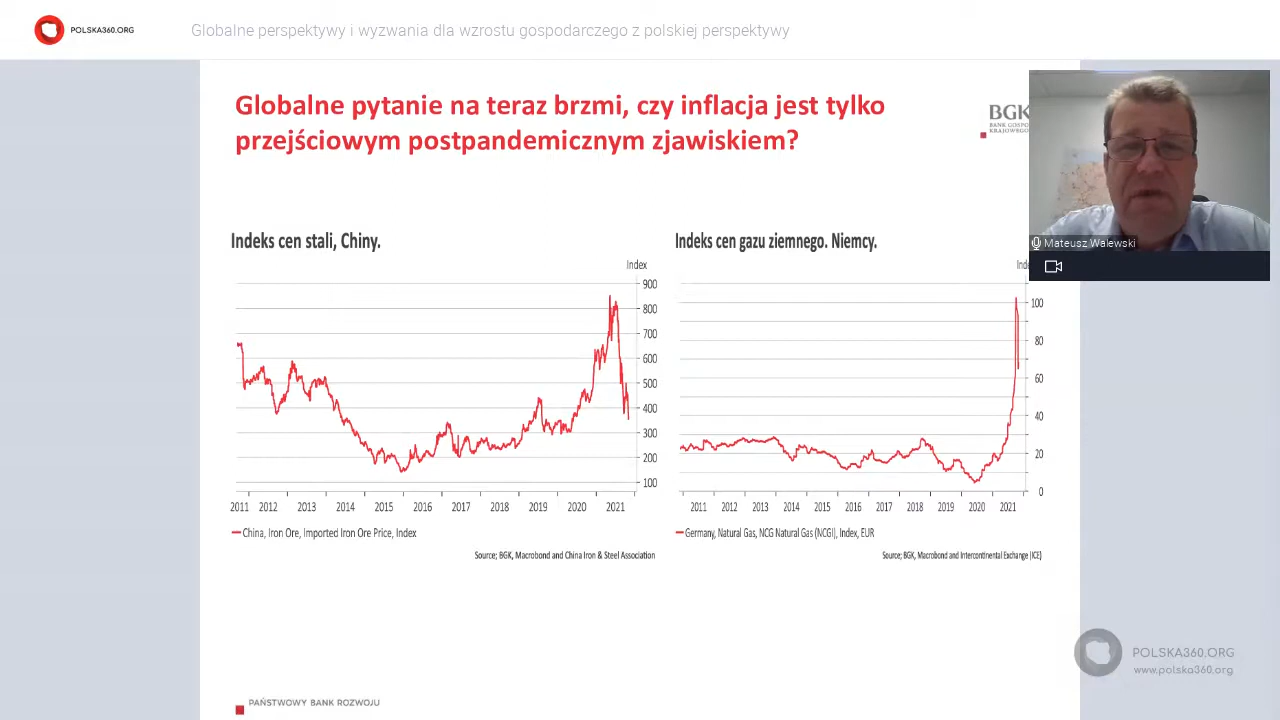 POLSKA360.ORG
Globalne perspektywy i wyzwania dla wzrostu gospodarczego z polskiej perspektywy
Globalne pytanie na teraz brzmi, czy inflacja jest tylko
przejściowym postpandemicznym zjawiskiem?
BGK
BANK GOSPO
KRAJOWEGO
Mateusz Walewski
Indeks cen stali, Chiny.
Index
900
800
700
600
500
400
300
200
100
2011 2012 2013 2014 2015 2016 2017 2018 2019 2020 2021
China, Iron Ore, Imported Iron Ore Price, Index
Source; BGK, Macrobond and China Iron & Steel Association
Indeks cen gazu ziemnego. Niemcy.
Inde
100
80
60
40
20
0
2011 2012 2013 2014 2015 2016 2017 2018 2019 2020 2021
Germany, Natural Gas, NCG Natural Gas (NCGI), Index, EUR
Source; BGK, Macrobond and Intercontinental Exchange (ICE)
POLSKA360.ORG
www.polska360.org
PAŃSTWOWY BANK ROZWOJU